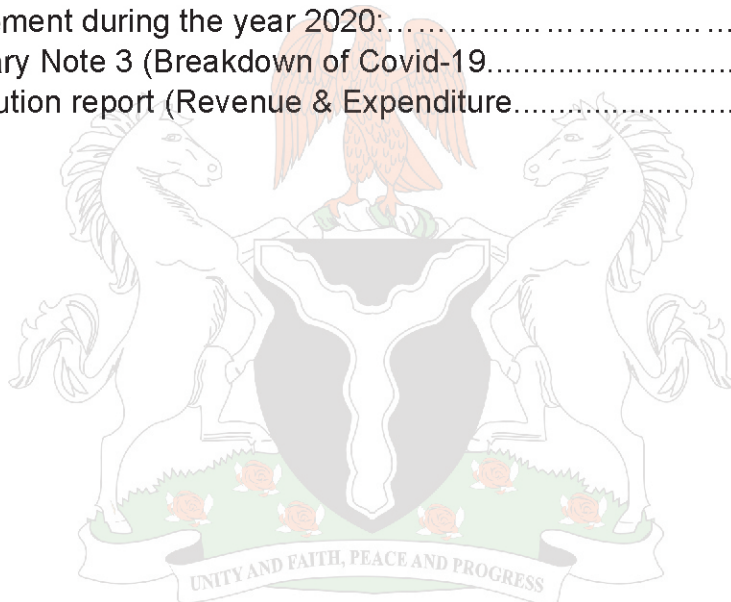 ement during the year 2020:……………………………………
ary Note 3 (Breakdown of Covid-19............................
ution report (Revenue & Expenditure.........................
UNITY AND FAITH, PEACE AND PROGRESS